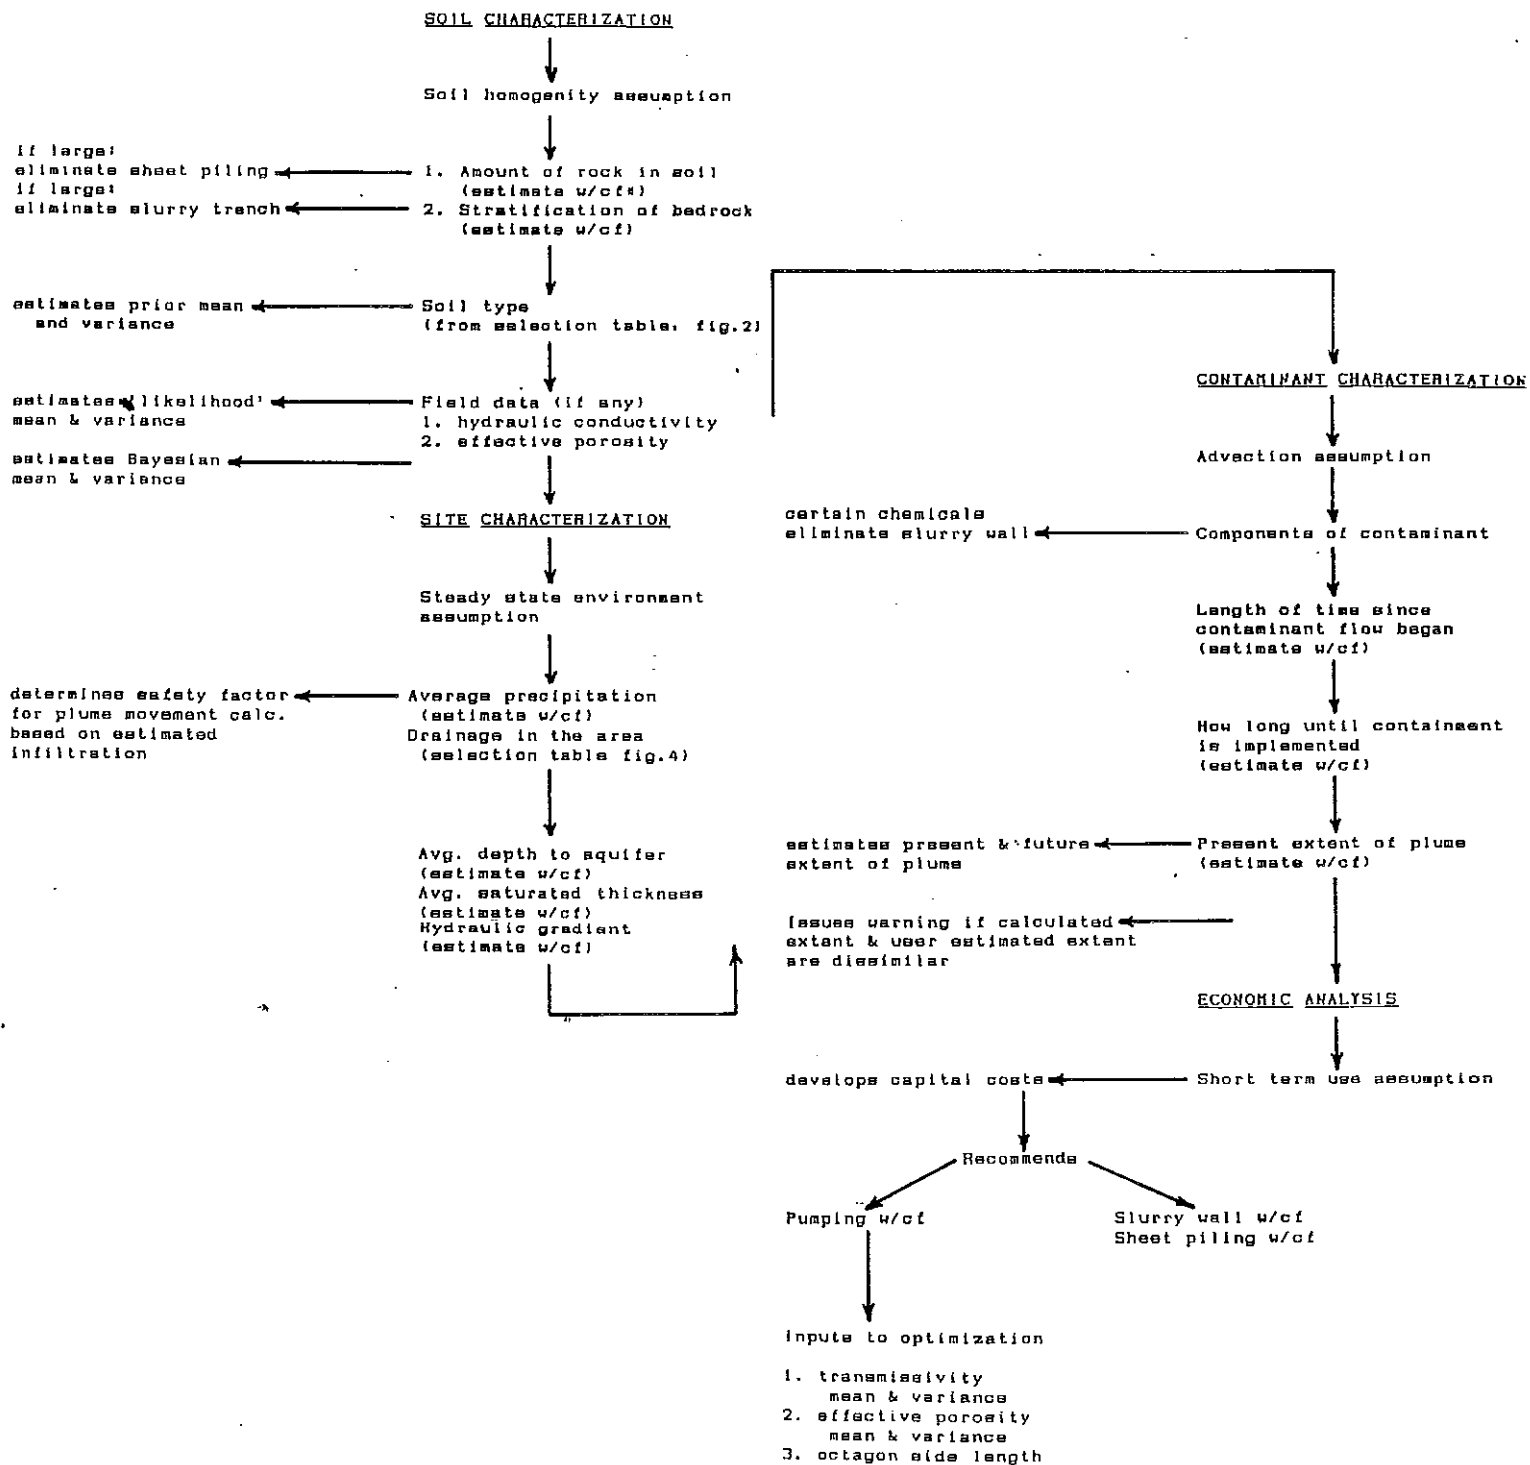 SOIL CHARACTERIZATION
Soil homogenity assumption
If large:
eliminate sheet piling
if large:
eliminate slurry trench
1. Amount of rock in soil
(estimate w/cf*)
2. Stratification of bedrock
(estimate w/cf)
estimates prior mean
and variance
Soil type
(from selection table, fig.2)
estimates 'likelihood'
mean & variance
Field data (if any)
1. hydraulic conductivity
2. effective porosity
estimates Bayesian
mean & variance
SITE CHARACTERIZATION
Steady state environment
assumption
determines safety factor
for plume movement calc.
based on estimated
infiltration
Average precipitation
(estimate w/cf)
Drainage in the area
(selection table fig.4)
Avg. depth to aquifer
(estimate w/cf)
Avg. saturated thickness
(estimate w/cf)
Hydraulic gradient
(estimate w/cf)
CONTAMINANT CHARACTERIZATION
Advection assumption
certain chemicals
eliminate slurry wall
Components of contaminant
Length of time since
contaminant flow began
(estimate w/cf)
How long until containment
is implemented
(estimate w/cf)
estimates present & future
extent of plume
Present extent of plume
(estimate w/cf)
Issues warning if calculated
extent & user estimated extent
are dissimilar
ECONOMIC ANALYSIS
develops capital costs
Short term use assumption
Recommends
Pumping w/cf
Slurry wall w/cf
Sheet piling w/cf
Inputs to optimization
1. transmissivity
mean & variance
2. effective porosity
mean & variance
3. octagon side length